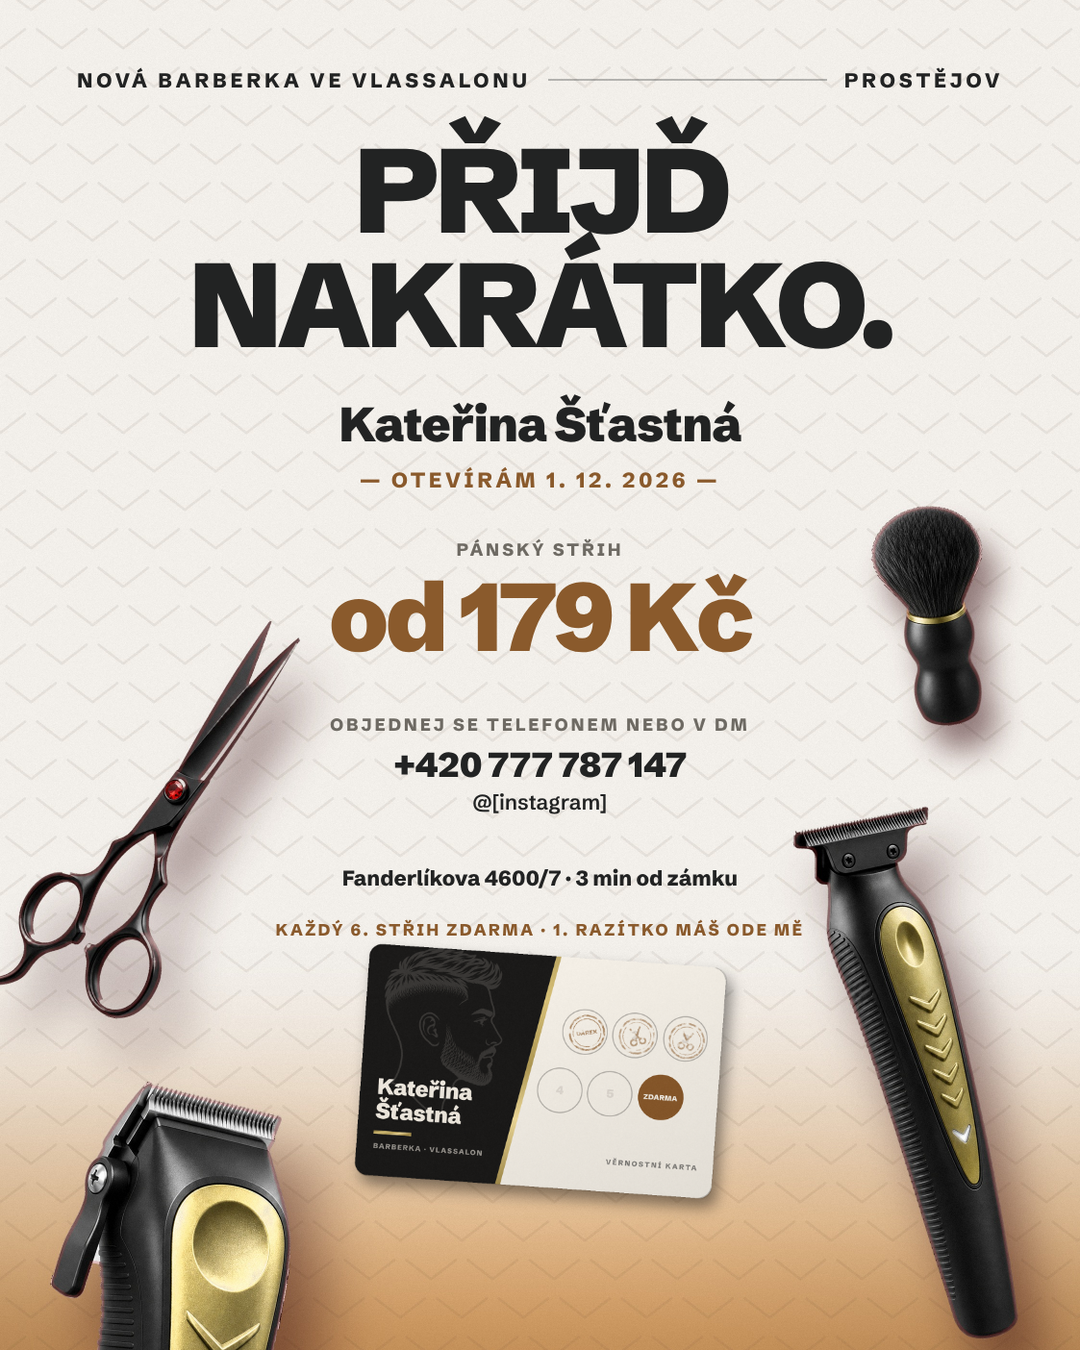 NOVÁ BARBERKA VE VLASSALONU
PROSTĚJOV
PŘIJĎ
NAKRÁTKO.
Kateřina Šťastná
— OTEVÍRÁM 1. 12. 2026 —
PÁNSKÝ STŘIH
od 179 Kč
OBJEDNEJ SE TELEFONEM NEBO V DM
+420 777 787 147
@[instagram]
Fanderlíkova 4600/7 · 3 min od zámku
KAŽDÝ 6. STŘIH ZDARMA · 1. RAZÍTKO MÁŠ ODE MĚ
Kateřina
Šťastná
BARBERKA · VLASSALON
DÁREK
4
5
ZDARMA
VĚRNOSTNÍ KARTA